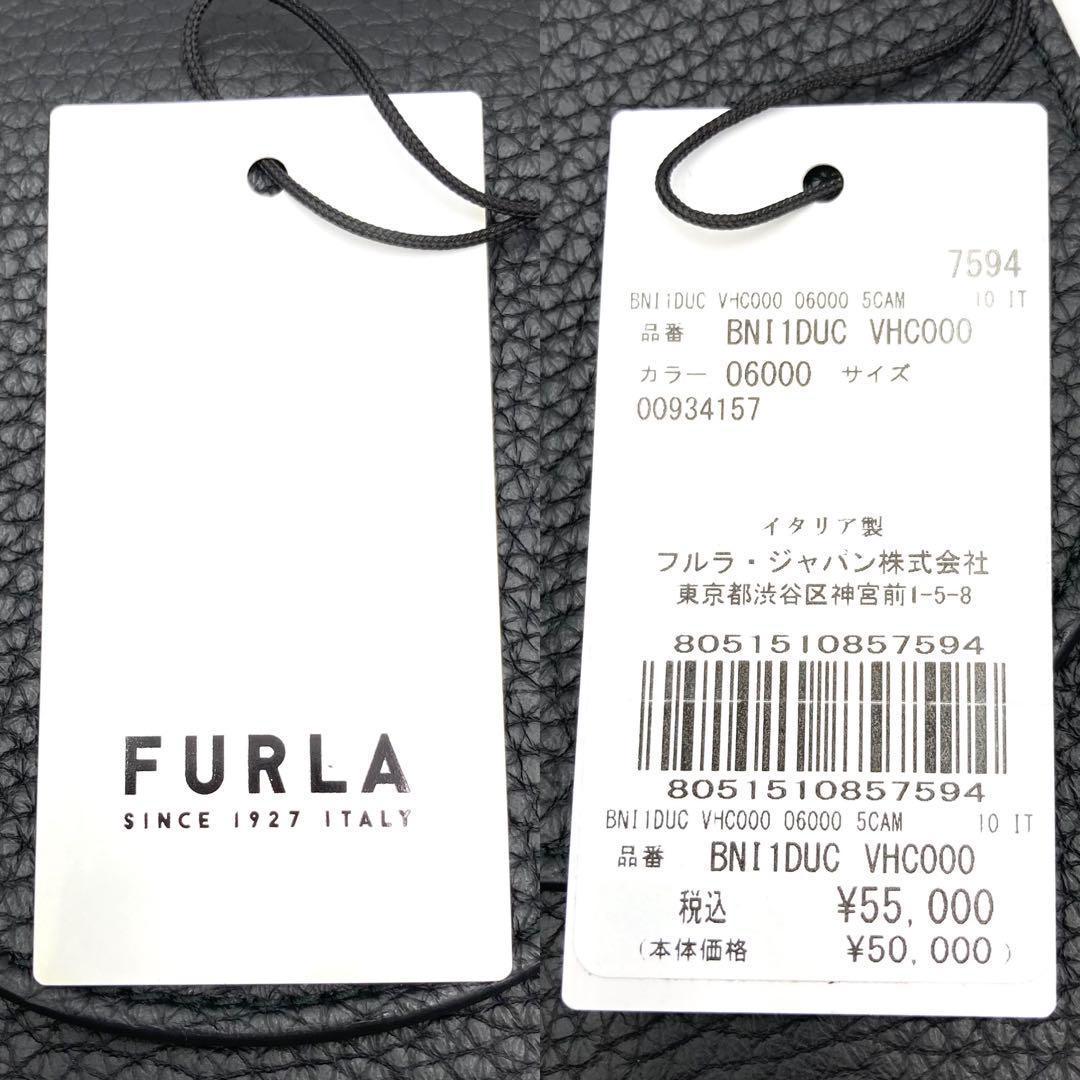 FURLA
SINCE 1927 ITALY
7594
BNI1DUC VHC000 06000 5CAM 10 IT
品番 BNI1DUC VHC000
カラー 06000 サイズ
00934157
イタリア製
フルラ・ジャパン株式会社
東京都渋谷区神宮前1-5-8
8051510857594
8051510857594
BNI1DUC VHC000 06000 5CAM 10 IT
品番 BNI1DUC VHC000
税込 ¥55,000
(本体価格 ¥50,000)